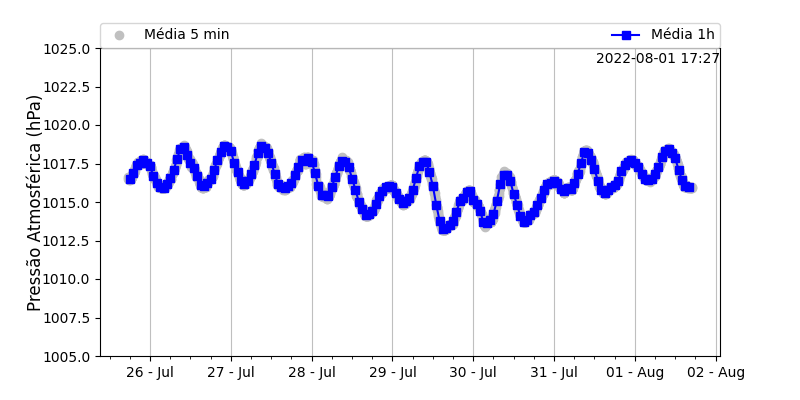 Média 5 min
Média 1h
2022-08-01 17:27
Pressão Atmosférica (hPa)
1025.0
1022.5
1020.0
1017.5
1015.0
1012.5
1010.0
1007.5
1005.0
26 - Jul
27 - Jul
28 - Jul
29 - Jul
30 - Jul
31 - Jul
01 - Aug
02 - Aug